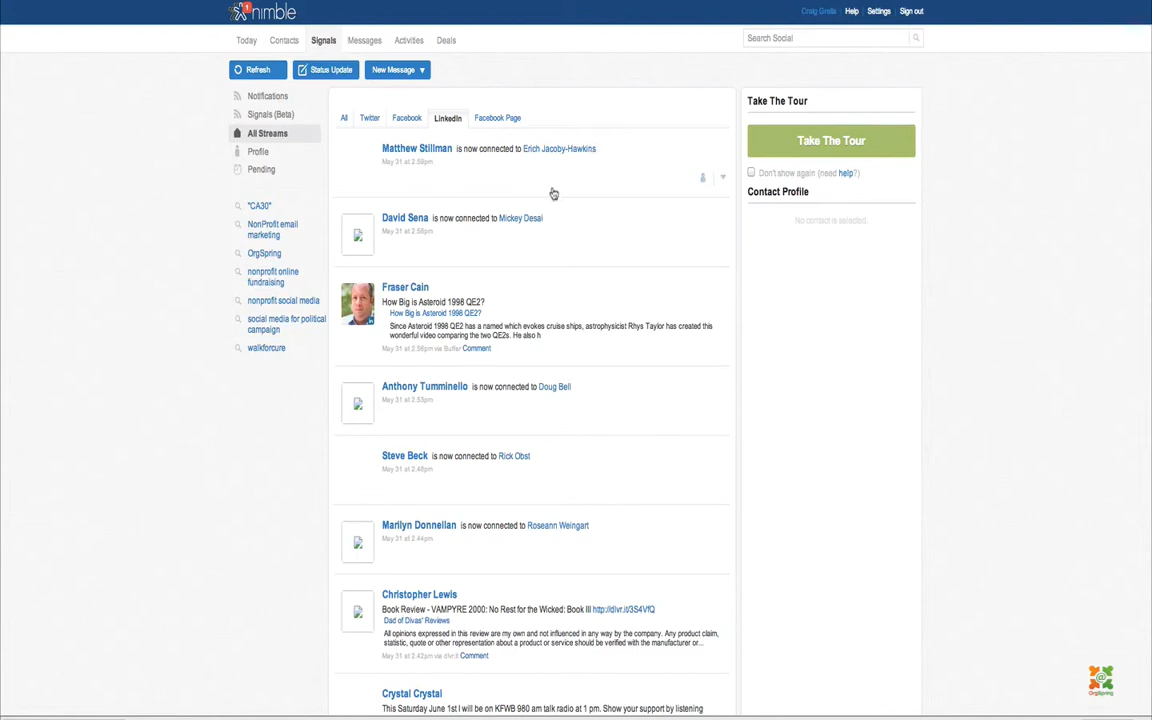 1
nimble
Craig Grella Help Settings Sign out
Today Contacts Signals Messages Activities Deals
Search Social
Refresh Status Update New Message
Notifications
Signals (Beta)
All Streams
Profile
Pending
"CA30"
NonProfit email
marketing
OrgSpring
nonprofit online
fundraising
nonprofit social media
social media for political
campaign
walkforcure
All Twitter Facebook LinkedIn Facebook Page
Matthew Stillman is now connected to Erich Jacoby-Hawkins
May 31 at 2:59pm
David Sena is now connected to Mickey Desai
May 31 at 2:56pm
Fraser Cain
How Big is Asteroid 1998 QE2?
How Big is Asteroid 1998 QE2?
Since Asteroid 1998 QE2 has a named which evokes cruise ships, astrophysicist Rhys Taylor has created this
wonderful video comparing the two QE2s. He also h
May 31 at 2:56pm via Buffer Comment
Anthony Tumminello is now connected to Doug Bell
May 31 at 2:53pm
Steve Beck is now connected to Rick Obst
May 31 at 2:48pm
Marilyn Donnellan is now connected to Roseann Weingart
May 31 at 2:44pm
Christopher Lewis
Book Review - VAMPYRE 2000: No Rest for the Wicked: Book III http://dlvr.it/3S4VfQ
Dad of Divas' Reviews
All opinions expressed in this review are my own and not influenced in any way by the company. Any product claim,
statistic, quote or other representation about a product or service should be verified with the manufacturer or...
May 31 at 2:42pm via dlvr.it Comment
Crystal Crystal
This Saturday June 1st I will be on KFWB 980 am talk radio at 1 pm. Show your support by listening
Take The Tour
Take The Tour
Don't show again (need help?)
Contact Profile
No contact is selected.
OrgSpring